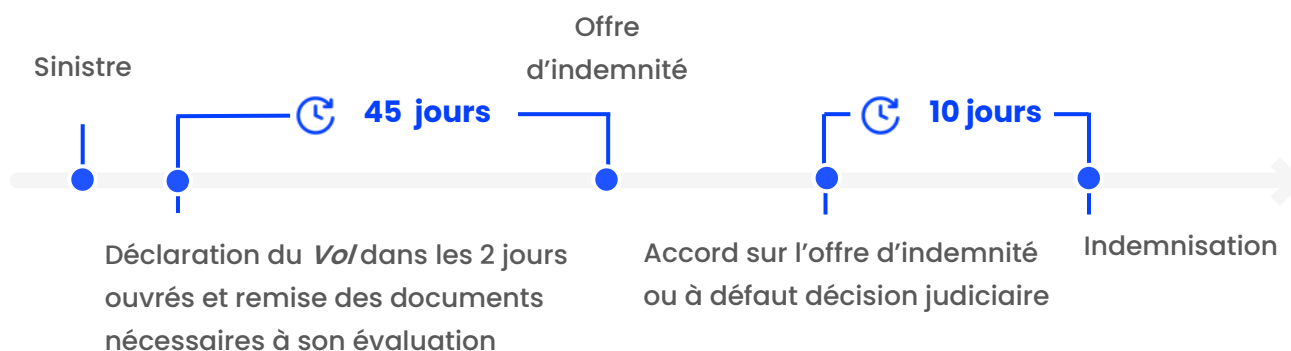 Sinistre
Offre
d’indemnité
45 jours
10 jours
Déclaration du Vol dans les 2 jours
ouvrés et remise des documents
nécessaires à son évaluation
Accord sur l’offre d’indemnité
ou à défaut décision judiciaire
Indemnisation